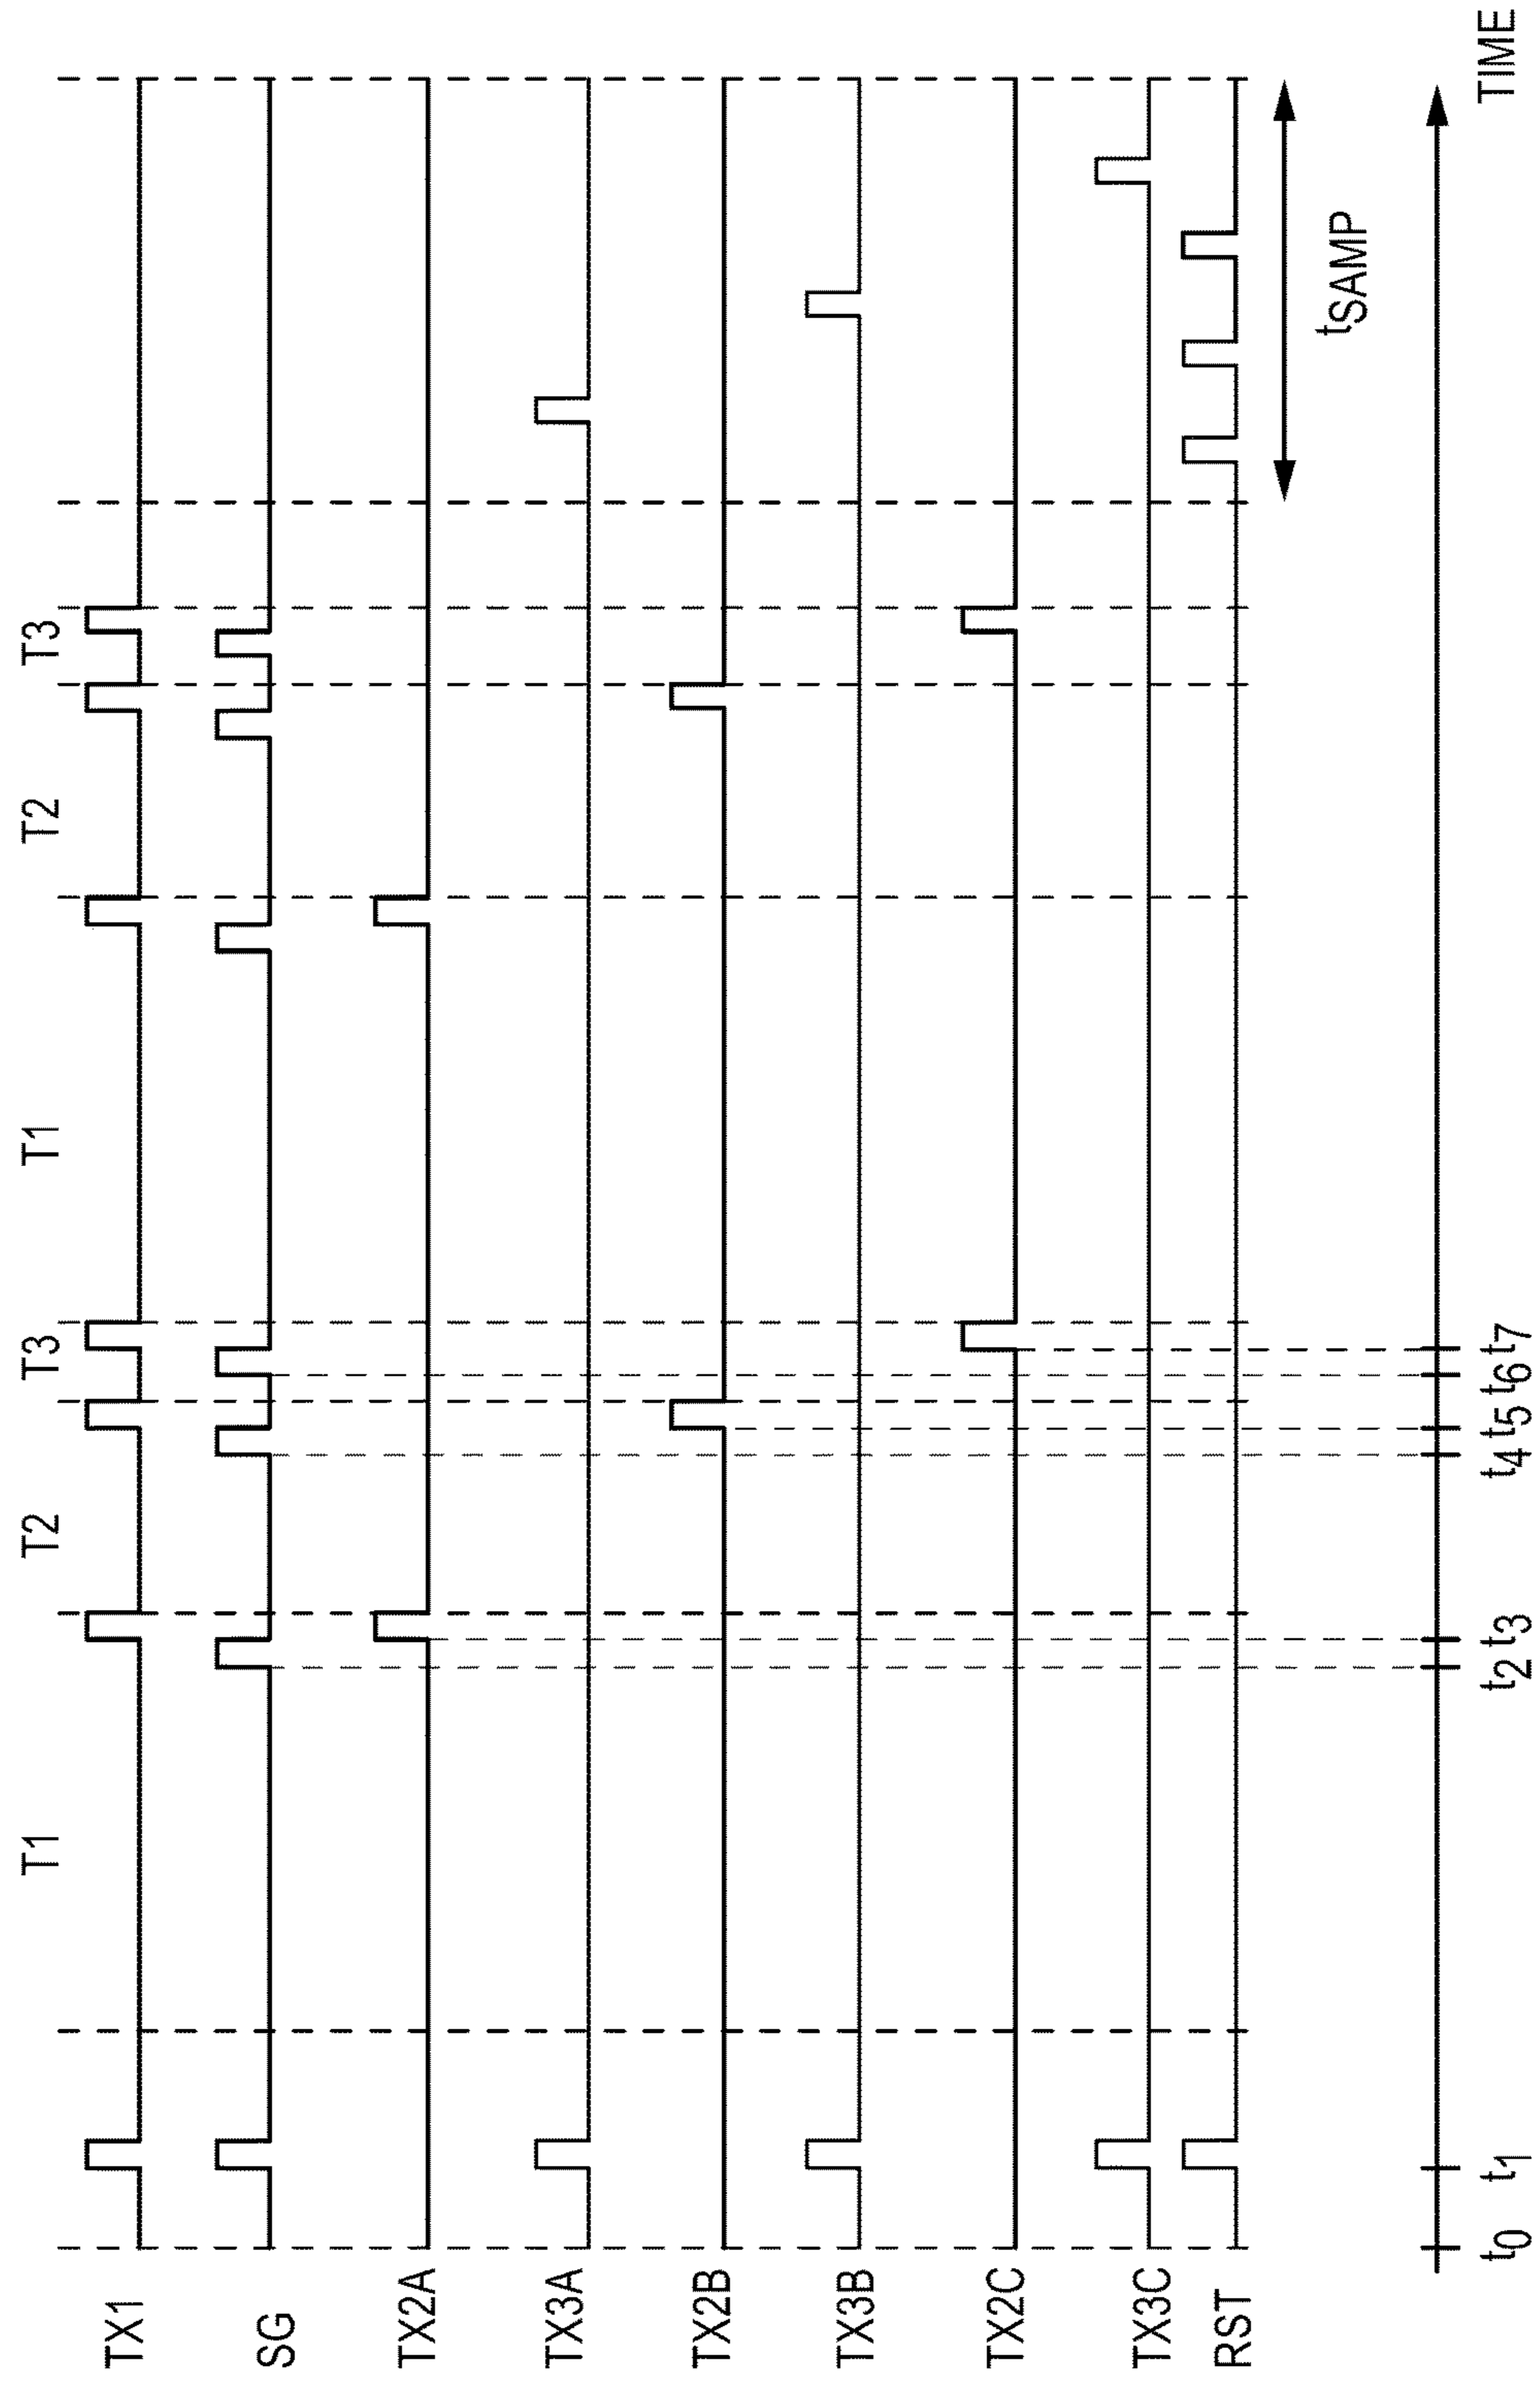 T1 T2 T3 T1 T2 T3
TX1
SG
TX2A
TX3A
TX2B
TX3B
TX2C
TX3C
RST
tSAMP
t0 t1 t2 t3 t4 t5 t6 t7 TIME